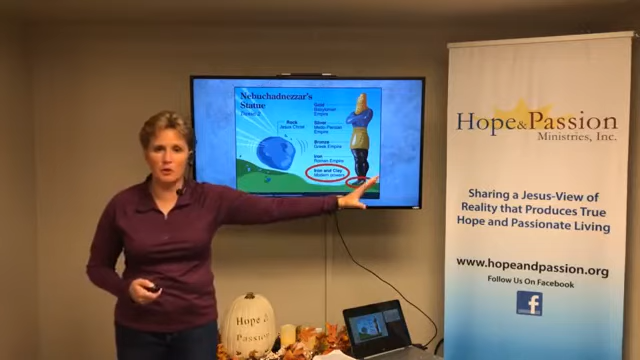 Nebuchadnezzar's
Statue
Daniel 2
Gold
Babylonian
Empire
Rock
Jesus Christ
Silver
Medo-Persian
Empire
Bronze
Greek Empire
Iron
Roman Empire
Iron and Clay
Modern powers
Hope &
Passion
Hope & Passion
Ministries, Inc.
Sharing a Jesus-View of
Reality that Produces True
Hope and Passionate Living
www.hopeandpassion.org
Follow Us On Facebook
f